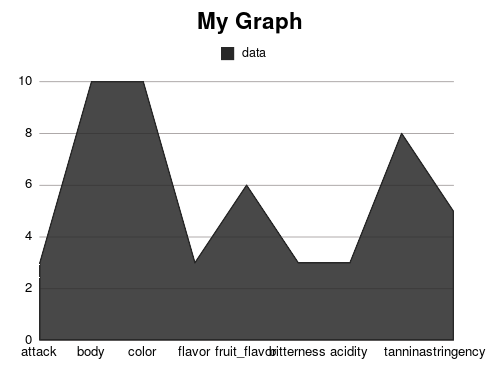 My Graph
data
10
8
6
4
2
0
attack body color flavor fruit_flavor bitterness acidity tannin astringency